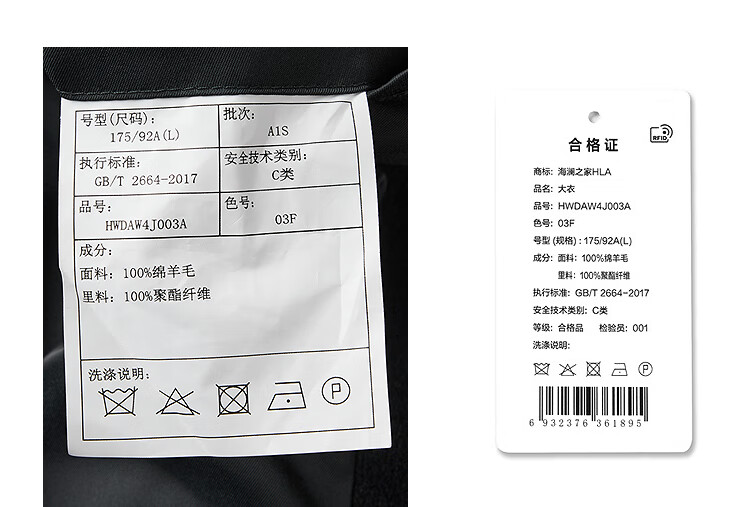 号型(尺码):
175/92A(L)
批次:
A1S
执行标准:
GB/T 2664-2017
安全技术类别:
C类
品号:
HWDAW4J003A
色号:
03F
成分:
面料: 100%绵羊毛
里料: 100%聚酯纤维
洗涤说明:
P
RFID
合格证
商标: 海澜之家HLA
品名: 大衣
品号: HWDAW4J003A
色号: 03F
号型(规格) : 175/92A(L)
成分: 面料: 100%绵羊毛
里料: 100%聚酯纤维
执行标准: GB/T 2664-2017
安全技术类别: C类
等级: 合格品 检验员: 001
洗涤说明:
P
6 932376 361895